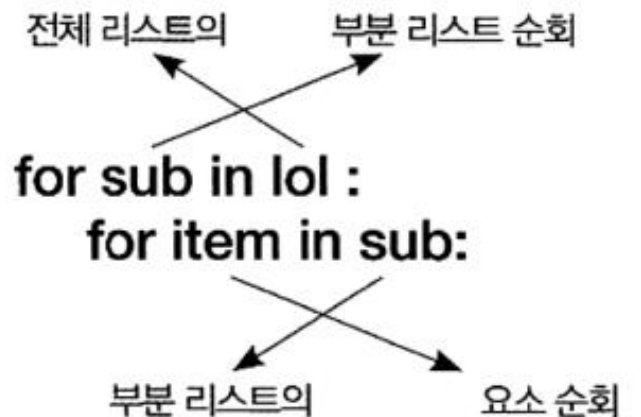 전체 리스트의 부분 리스트 순회
for sub in lol :
for item in sub:
부분 리스트의 요소 순회